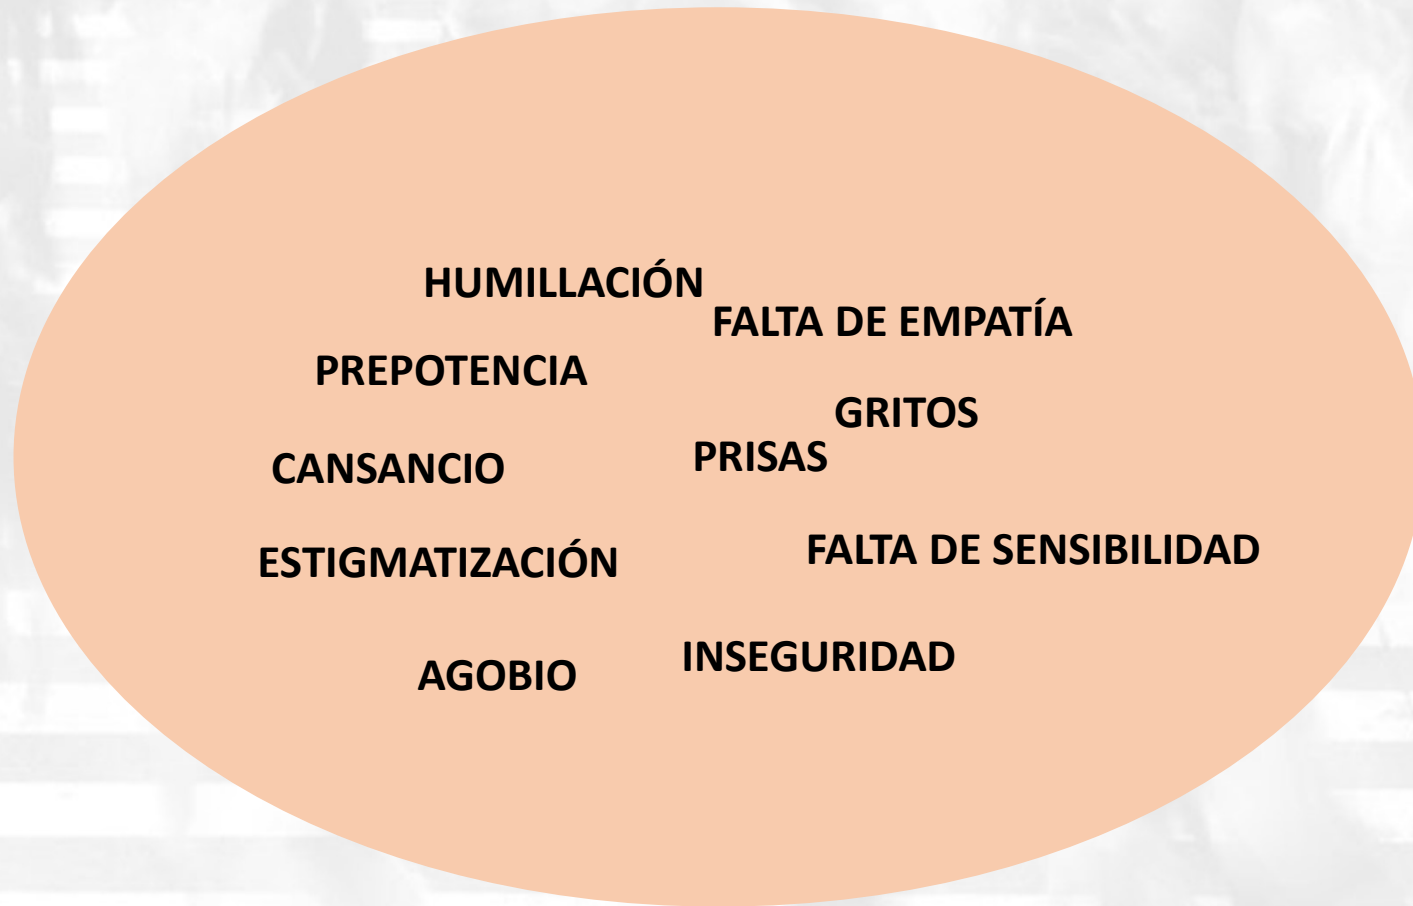 HUMILLACIÓN
FALTA DE EMPATÍA
PREPOTENCIA
GRITOS
PRISAS
CANSANCIO
FALTA DE SENSIBILIDAD
ESTIGMATIZACIÓN
INSEGURIDAD
AGOBIO